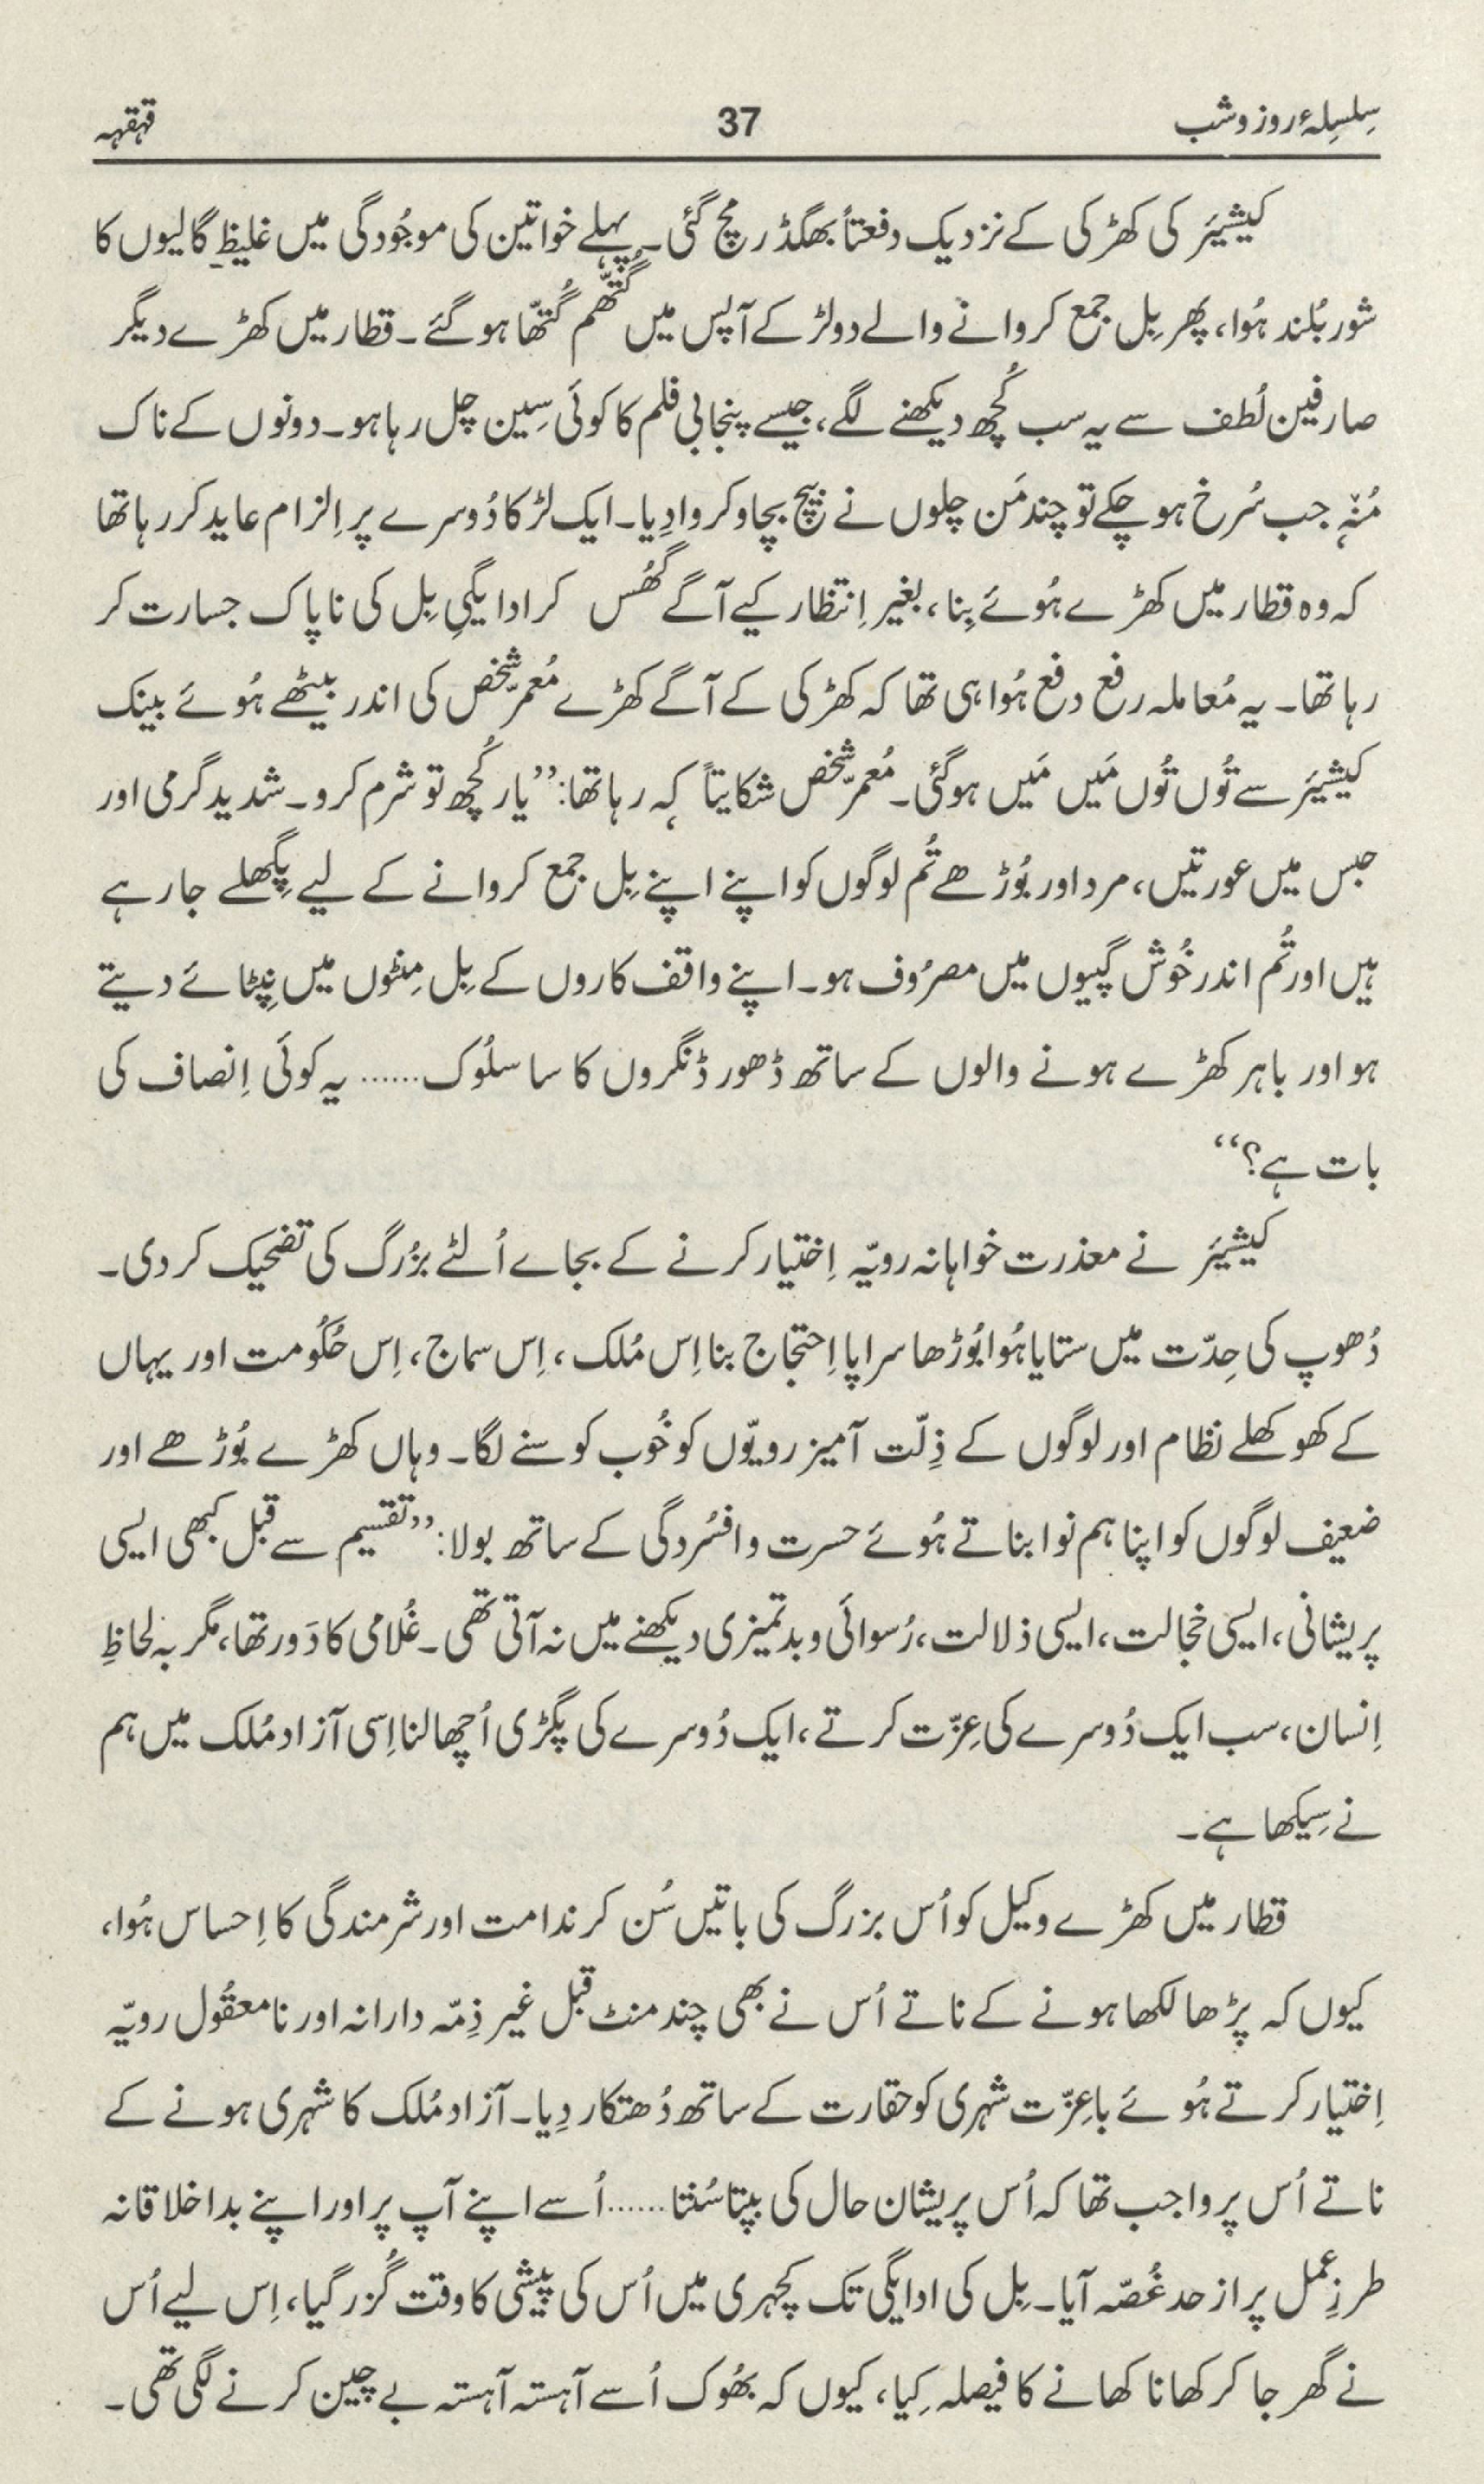 سِلسِلۂ روز و شب 37 قہقہہ
کیشیئر کی کھڑکی کے نزدیک دفعتاً بھگدڑ مچ گئی۔ پہلے خواتین کی موجُودگی میں غلیظ گالیوں کا
شور بُلند ہُوا، پھر بِل جمع کروانے والے دو لڑکے آپس میں گُتھّم گُتھّا ہو گئے۔ قطار میں کھڑے دیگر
صارفین لُطف سے یہ سب کُچھ دیکھنے لگے، جیسے پنجابی فلم کا کوئی سِین چل رہا ہو۔ دونوں کے ناک
مُنہ جب سُرخ ہو چکے تو چند مَن چلوں نے بیچ بچاو کروا دِیا۔ ایک لڑکا دُوسرے پر اِلزام عاید کر رہا تھا
کہ وہ قطار میں کھڑے ہُوئے بِنا، بغیر اِنتظار کیے آگے گُھس کر ادایگیِ بِل کی ناپاک جسارت کر
رہا تھا۔ یہ مُعاملہ رفع دفع ہُوا ہی تھا کہ کھڑکی کے آگے کھڑے مُعمرّ شخص کی اندر بیٹھے ہُوئے بینک
کیشیئر سے تُوں تُوں مَیں مَیں ہو گئی۔ مُعمرّ شخص شکایتاً کہہ رہا تھا: ’’یار کُچھ تو شرم کرو۔ شدید گرمی اور
حبس میں عورتیں، مرد اور بُوڑھے تُم لوگوں کو اپنے اپنے بِل جمع کروانے کے لیے پِگھلے جا رہے
ہیں اور تُم اندر خُوش گپیوں میں مصرُوف ہو۔ اپنے واقف کاروں کے بِل مِنٹوں میں نِپٹائے دیتے
ہو اور باہر کھڑے ہونے والوں کے ساتھ ڈھور ڈنگروں کا سا سلُوک...... یہ کوئی اِنصاف کی
بات ہے؟‘‘
کیشیئر نے معذرت خواہانہ رویّہ اِختیار کرنے کے بجاے اُلٹے بزُرگ کی تضحیک کر دی۔
دُھوپ کی حِدّت میں ستایا ہُوا بُوڑھا سراپا اِحتجاج بنا اِس مُلک، اِس سماج، اِس حُکُومت اور یہاں
کے کھوکھلے نظام اور لوگوں کے ذِلّت آمیز رویّوں کو خُوب کوسنے لگا۔ وہاں کھڑے بُوڑھے اور
ضعیف لوگوں کو اپنا ہم نوا بناتے ہُوئے حسرت و افسُردگی کے ساتھ بولا: ’’تقسیم سے قبل کبھی ایسی
پریشانی، ایسی خجالت، ایسی ذلالت، رُسوائی و بدتمیزی دیکھنے میں نہ آتی تھی۔ غُلامی کا دَور تھا، مگر بہ لحاظِ
اِنسان، سب ایک دُوسرے کی عِزّت کرتے، ایک دُوسرے کی پگڑی اُچھالنا اِسی آزاد مُلک میں ہم
نے سِیکھا ہے۔
قطار میں کھڑے وکیل کو اُس بزرگ کی باتیں سُن کر ندامت اور شرمندگی کا اِحساس ہُوا،
کیوں کہ پڑھا لکھا ہونے کے ناتے اُس نے بھی چند منٹ قبل غیر ذِمّہ دارانہ اور نا معقُول رویّہ
اِختیار کرتے ہُوئے باعِزّت شہری کو حقارت کے ساتھ دُھتکار دِیا۔ آزاد مُلک کا شہری ہونے کے
ناتے اُس پر واجب تھا کہ اُس پریشان حال کی بپتا سُنتا...... اُسے اپنے آپ پر اور اپنے بداخلاقانہ
طرزِ عمل پر ازحد غُصّہ آیا۔ بِل کی ادایگی تک کچہری میں اُس کی پیشی کا وقت گُزر گیا، اِس لیے اُس
نے گھر جا کر کھانا کھانے کا فیصلہ کِیا، کیوں کہ بُھوک اُسے آہستہ آہستہ بے چین کرنے لگی تھی۔